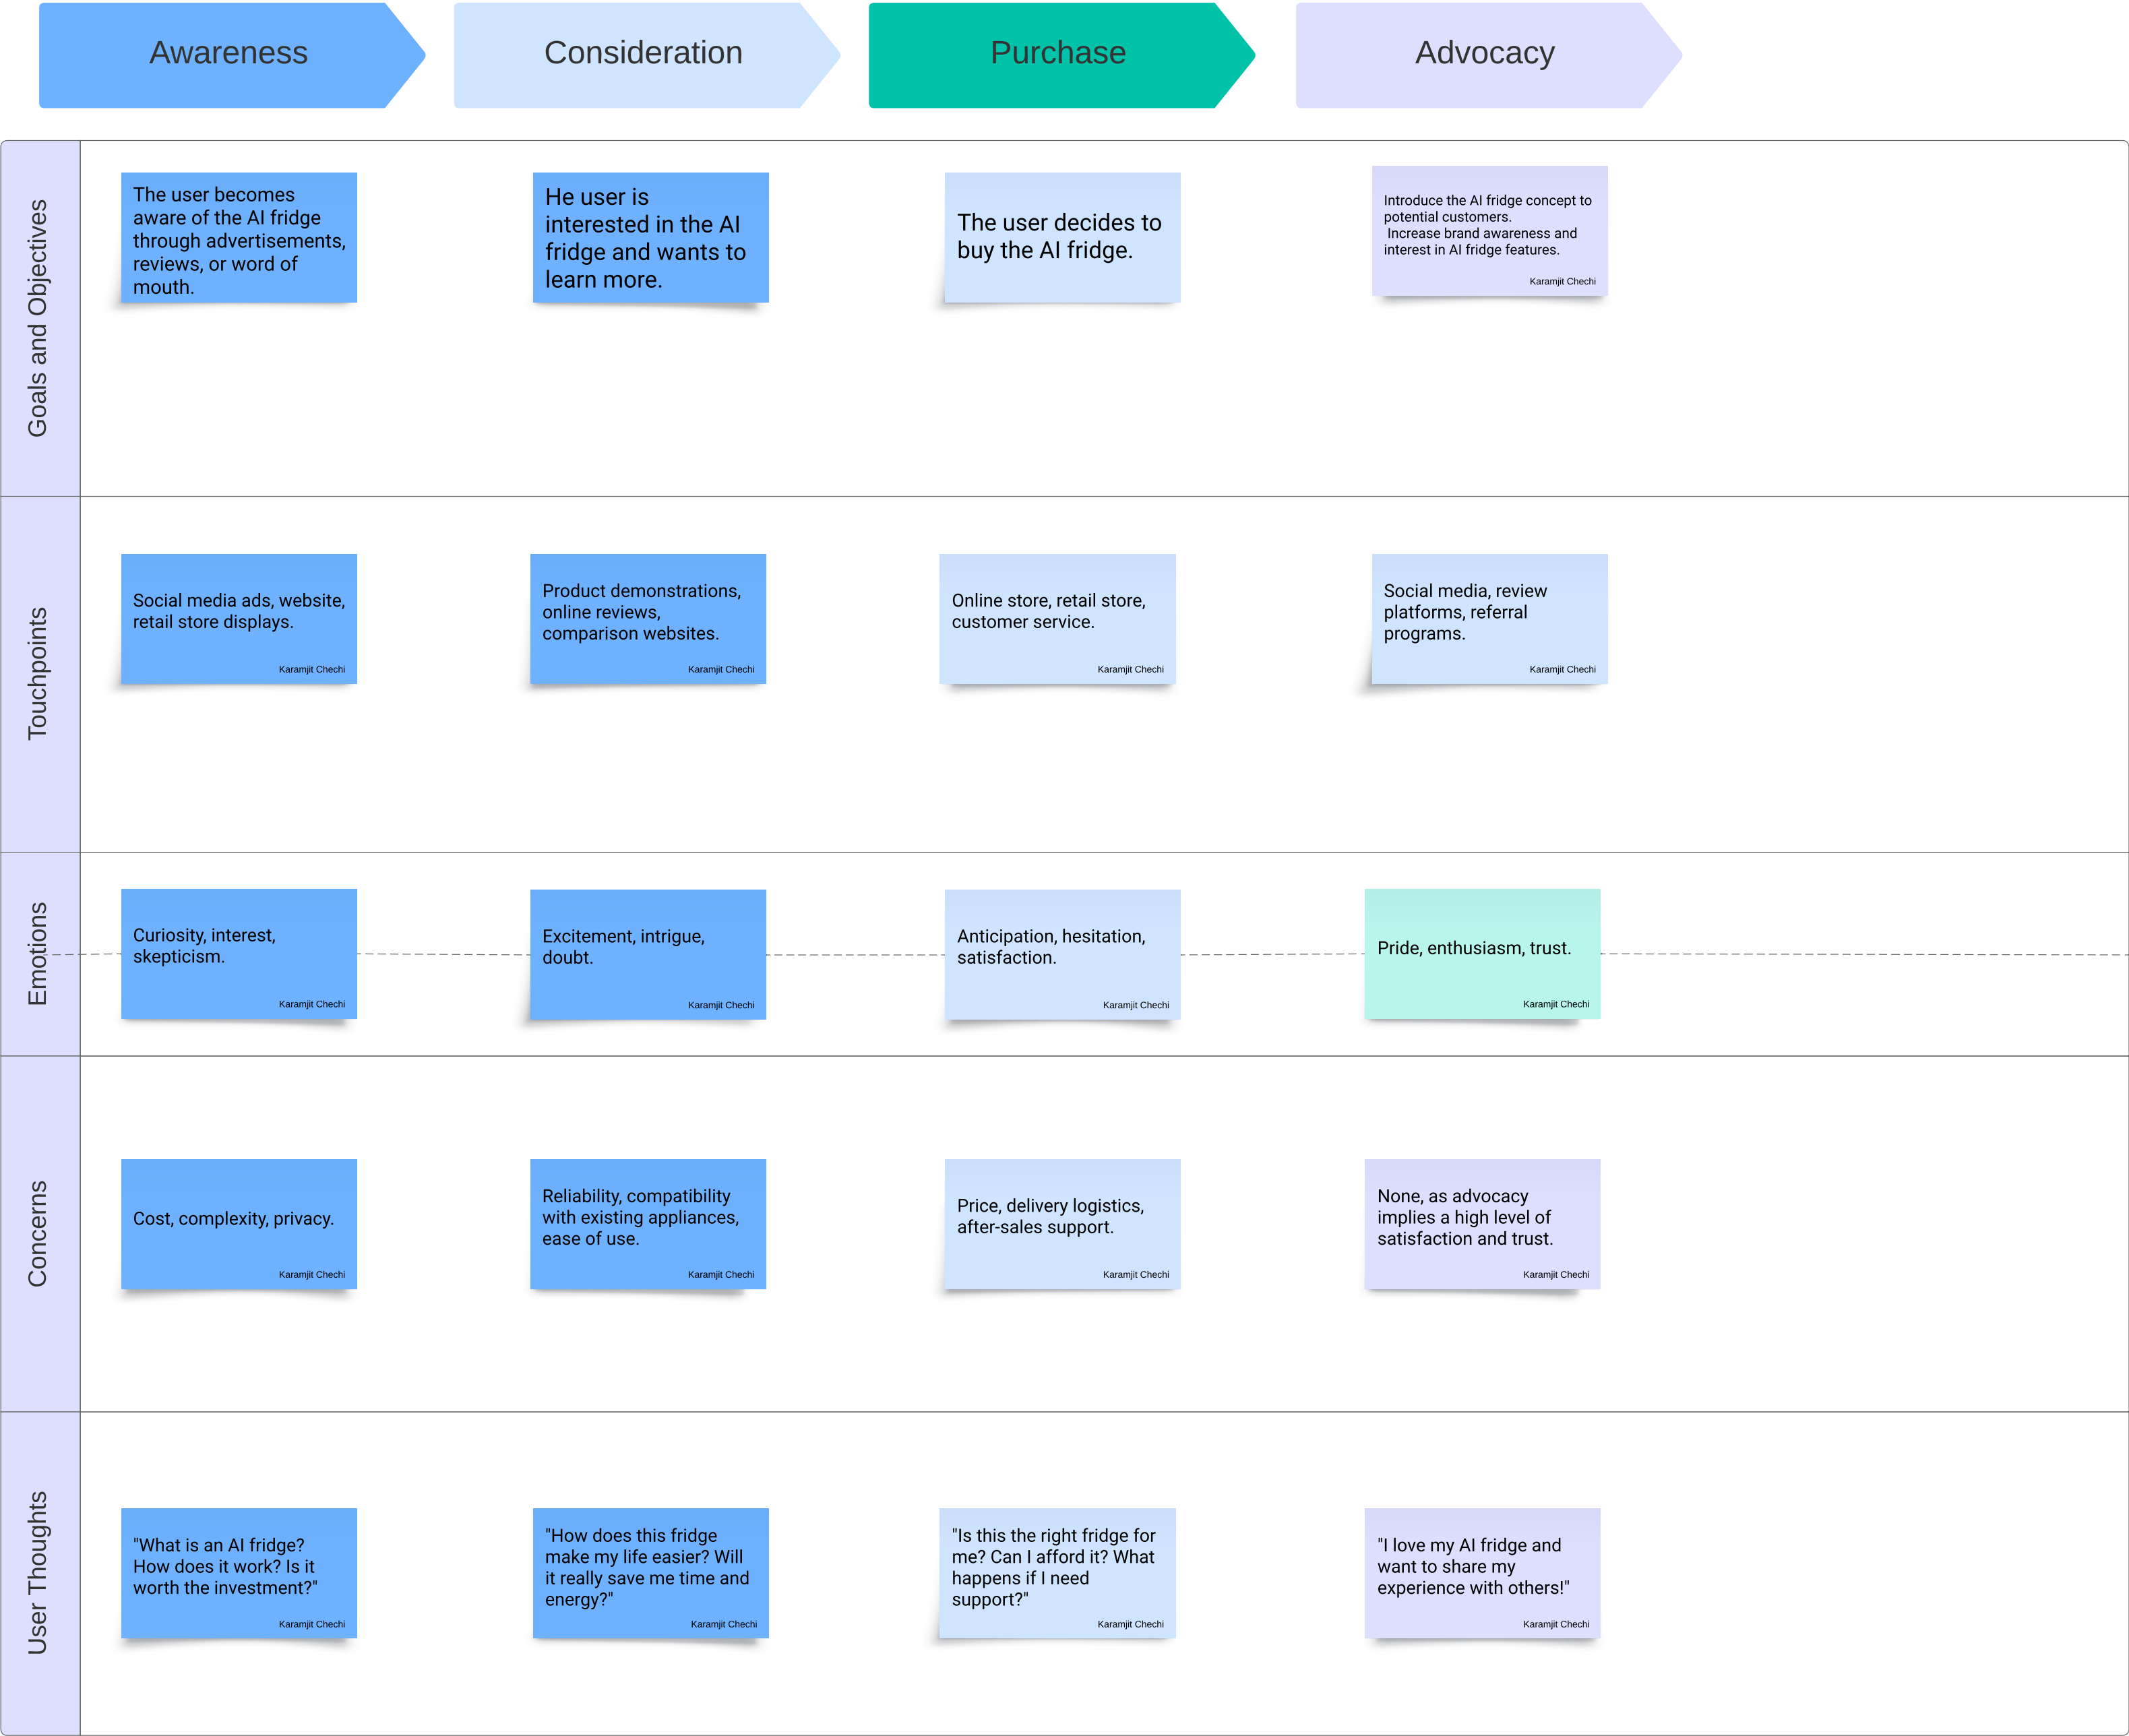 Awareness
Consideration
Purchase
Advocacy
Goals and Objectives
The user becomes
aware of the AI fridge
through advertisements,
reviews, or word of
mouth.
He user is
interested in the AI
fridge and wants to
learn more.
The user decides to
buy the AI fridge.
Introduce the AI fridge concept to
potential customers.
Increase brand awareness and
interest in AI fridge features.
Karamjit Chechi
Touchpoints
Social media ads, website,
retail store displays.
Karamjit Chechi
Product demonstrations,
online reviews,
comparison websites.
Karamjit Chechi
Online store, retail store,
customer service.
Karamjit Chechi
Social media, review
platforms, referral
programs.
Karamjit Chechi
Emotions
Curiosity, interest,
skepticism.
Karamjit Chechi
Excitement, intrigue,
doubt.
Karamjit Chechi
Anticipation, hesitation,
satisfaction.
Karamjit Chechi
Pride, enthusiasm, trust.
Karamjit Chechi
Concerns
Cost, complexity, privacy.
Karamjit Chechi
Reliability, compatibility
with existing appliances,
ease of use.
Karamjit Chechi
Price, delivery logistics,
after-sales support.
Karamjit Chechi
None, as advocacy
implies a high level of
satisfaction and trust.
Karamjit Chechi
User Thoughts
"What is an AI fridge?
How does it work? Is it
worth the investment?"
Karamjit Chechi
"How does this fridge
make my life easier? Will
it really save me time and
energy?"
Karamjit Chechi
"Is this the right fridge for
me? Can I afford it? What
happens if I need
support?"
Karamjit Chechi
"I love my AI fridge and
want to share my
experience with others!"
Karamjit Chechi